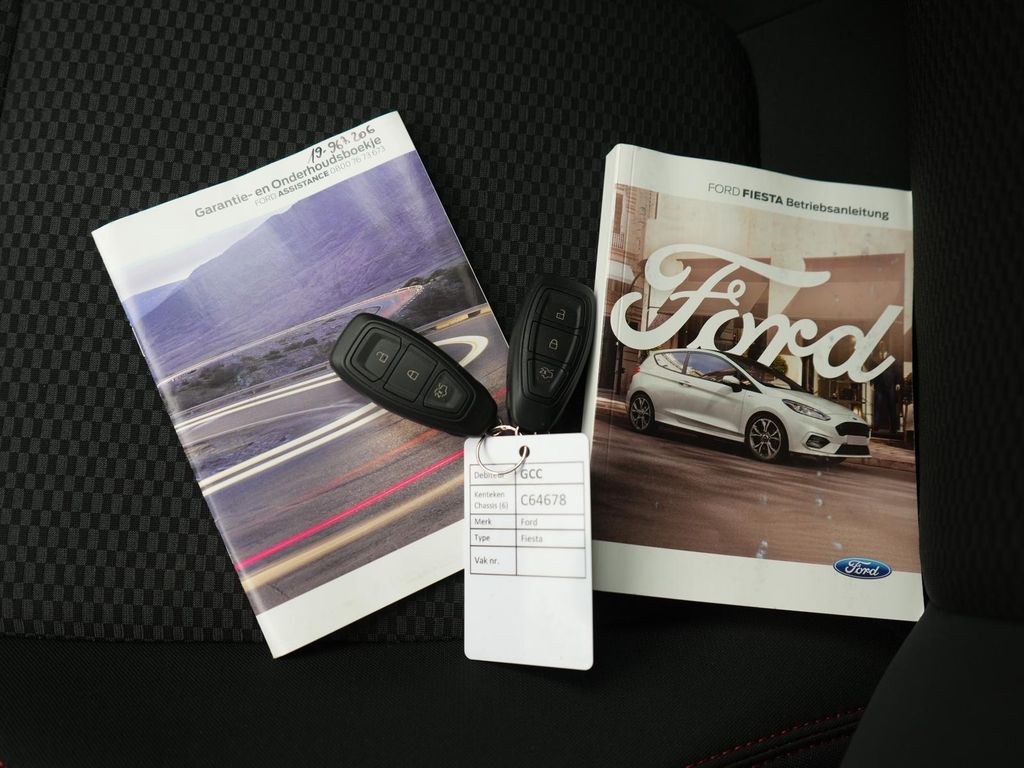 19-967.206
Garantie- en Onderhoudsboekje
FORD ASSISTANCE 0800 76 73 673
FORD FIESTA Betriebsanleitung
Ford
Ford
Debiteur GCC
Kenteken Chassis (6) C64678
Merk Ford
Type Fiesta
Vak nr.